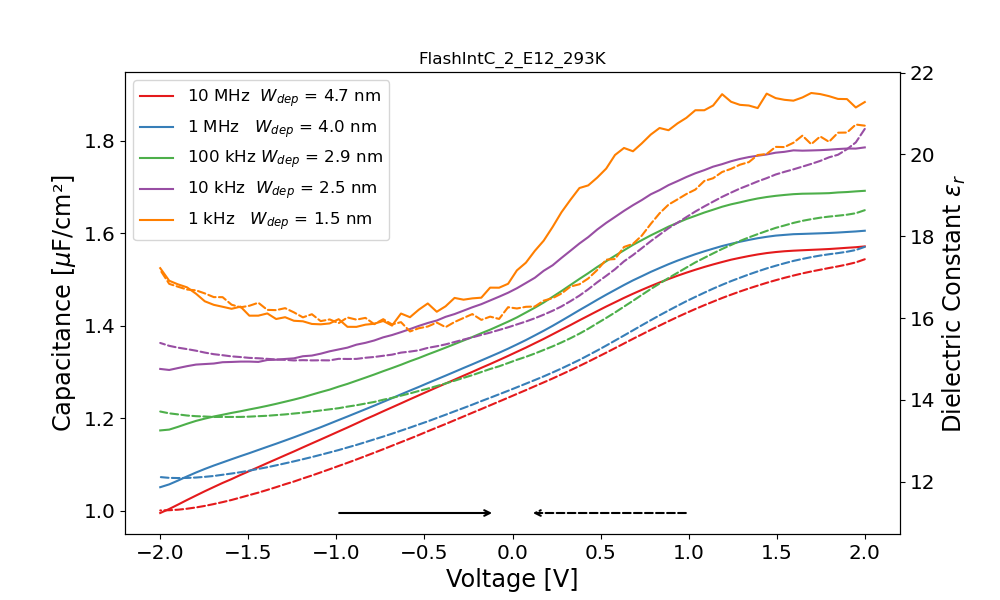 FlashIntC_2_E12_293K
10 MHz W_dep = 4.7 nm
1 MHz W_dep = 4.0 nm
100 kHz W_dep = 2.9 nm
10 kHz W_dep = 2.5 nm
1 kHz W_dep = 1.5 nm
Capacitance [μF/cm²]
1.8
1.6
1.4
1.2
1.0
22
20
18
16
14
12
Dielectric Constant ε_r
−2.0 −1.5 −1.0 −0.5 0.0 0.5 1.0 1.5 2.0
Voltage [V]